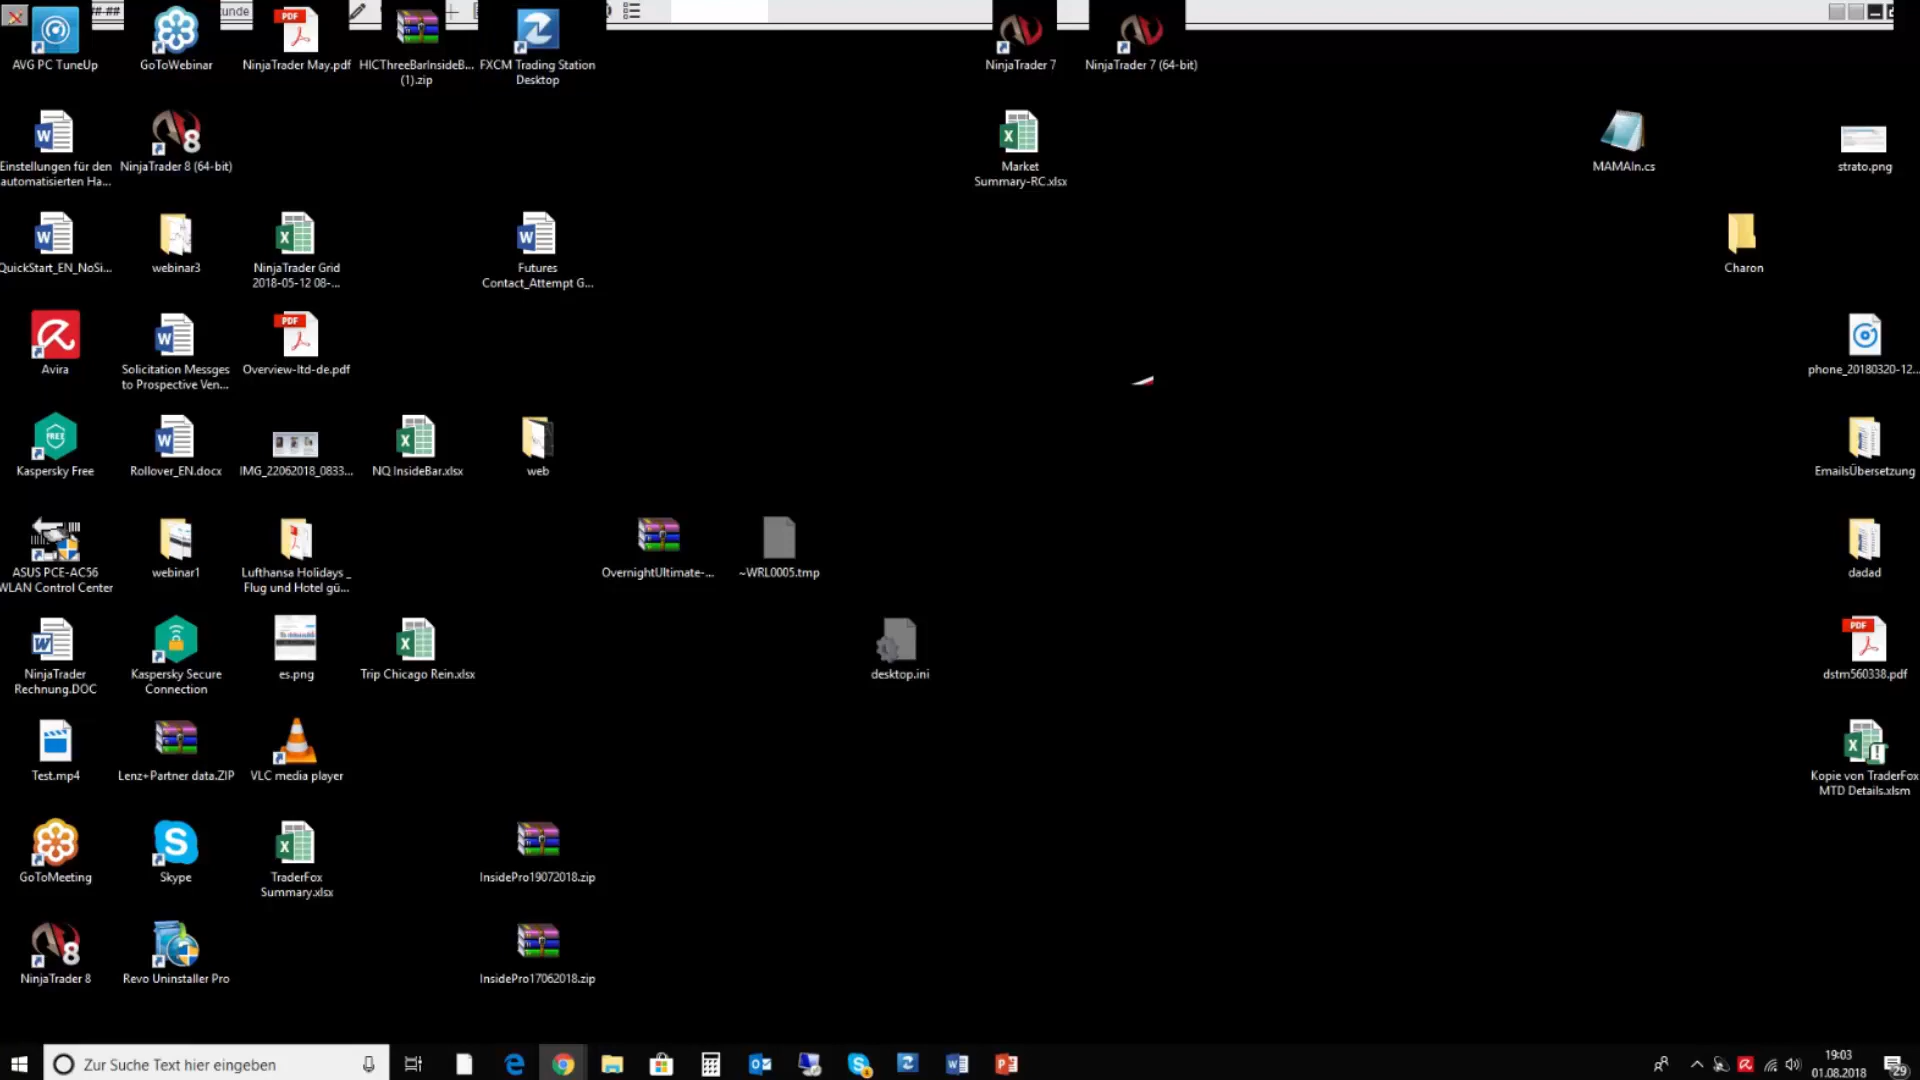 ##-##
unde
AVG PC TuneUp
GoToWebinar
NinjaTrader May.pdf
HICThreeBarInsideB...
(1).zip
FXCM Trading Station
Desktop
NinjaTrader 7
NinjaTrader 7 (64-bit)
Einstellungen für den
automatisierten Ha...
NinjaTrader 8 (64-bit)
Market
Summary-RC.xlsx
MAMAIn.cs
strato.png
QuickStart_EN_NoSi...
webinar3
NinjaTrader Grid
2018-05-12 08-...
Futures
Contact_Attempt G...
Charon
Avira
Solicitation Messges
to Prospective Ven...
Overview-ltd-de.pdf
phone_20180320-12...
FREE
Kaspersky Free
Rollover_EN.docx
IMG_22062018_0833...
NQ InsideBar.xlsx
web
EmailsÜbersetzung
ASUS PCE-AC56
WLAN Control Center
webinar1
Lufthansa Holidays _
Flug und Hotel gü...
OvernightUltimate-...
~WRL0005.tmp
dadad
NinjaTrader
Rechnung.DOC
Kaspersky Secure
Connection
es.png
Trip Chicago Rein.xlsx
desktop.ini
dstm560338.pdf
Test.mp4
Lenz+Partner data.ZIP
VLC media player
Kopie von TraderFox
MTD Details.xlsm
GoToMeeting
Skype
TraderFox
Summary.xlsx
InsidePro19072018.zip
NinjaTrader 8
Revo Uninstaller Pro
InsidePro17062018.zip
Zur Suche Text hier eingeben
19:03
01.08.2018
29